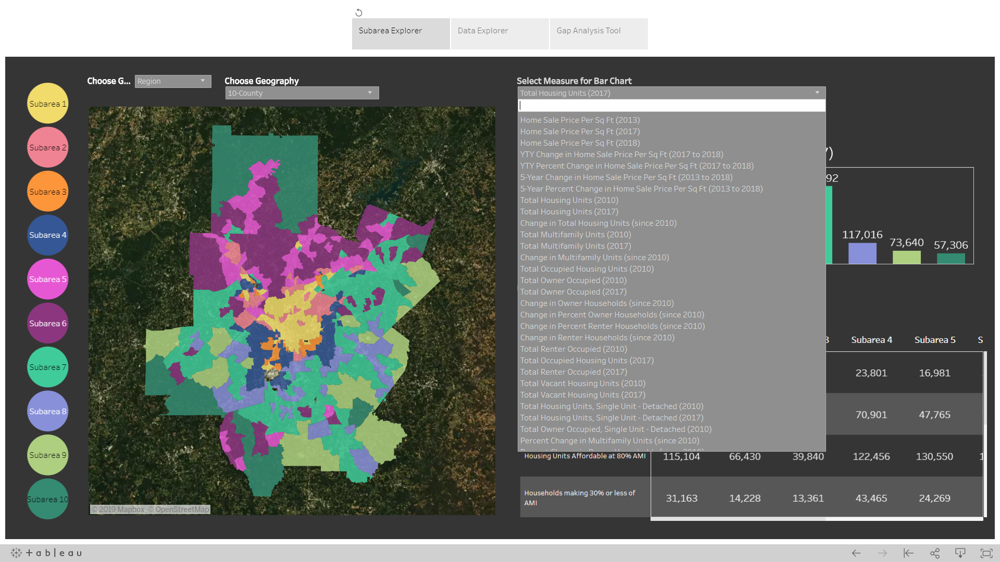 Subarea Explorer
Data Explorer
Gap Analysis Tool
Choose G...
Region
Choose Geography
10-County
Select Measure for Bar Chart
Total Housing Units (2017)
Subarea 1
Subarea 2
Subarea 3
Subarea 4
Subarea 5
Subarea 6
Subarea 7
Subarea 8
Subarea 9
Subarea 10
© 2019 Mapbox © OpenStreetMap
Home Sale Price Per Sq Ft (2013)
Home Sale Price Per Sq Ft (2017)
Home Sale Price Per Sq Ft (2018)
YTY Change in Home Sale Price Per Sq Ft (2017 to 2018)
YTY Percent Change in Home Sale Price Per Sq Ft (2017 to 2018)
5-Year Change in Home Sale Price Per Sq Ft (2013 to 2018)
5-Year Percent Change in Home Sale Price Per Sq Ft (2013 to 2018)
Total Housing Units (2010)
Total Housing Units (2017)
Change in Total Housing Units (since 2010)
Total Multifamily Units (2010)
Total Multifamily Units (2017)
Change in Multifamily Units (since 2010)
Total Occupied Housing Units (2010)
Total Owner Occupied (2010)
Total Owner Occupied (2017)
Change in Owner Households (since 2010)
Change in Percent Owner Households (since 2010)
Change in Percent Renter Households (since 2010)
Change in Renter Households (since 2010)
Total Renter Occupied (2010)
Total Occupied Housing Units (2017)
Total Renter Occupied (2017)
Total Vacant Housing Units (2010)
Total Vacant Housing Units (2017)
Total Housing Units, Single Unit - Detached (2010)
Total Housing Units, Single Unit - Detached (2017)
Total Owner Occupied, Single Unit - Detached (2010)
Percent Change in Multifamily Units (since 2010)
7)
92
117,016
73,640
57,306
3 Subarea 4 Subarea 5 S
23,801 16,981
70,901 47,765
Housing Units Affordable at 80% AMI 115,104 66,430 39,840 122,456 130,550 1
Households making 30% or less of
AMI
31,163 14,228 13,361 43,465 24,269
+ a b | e a u